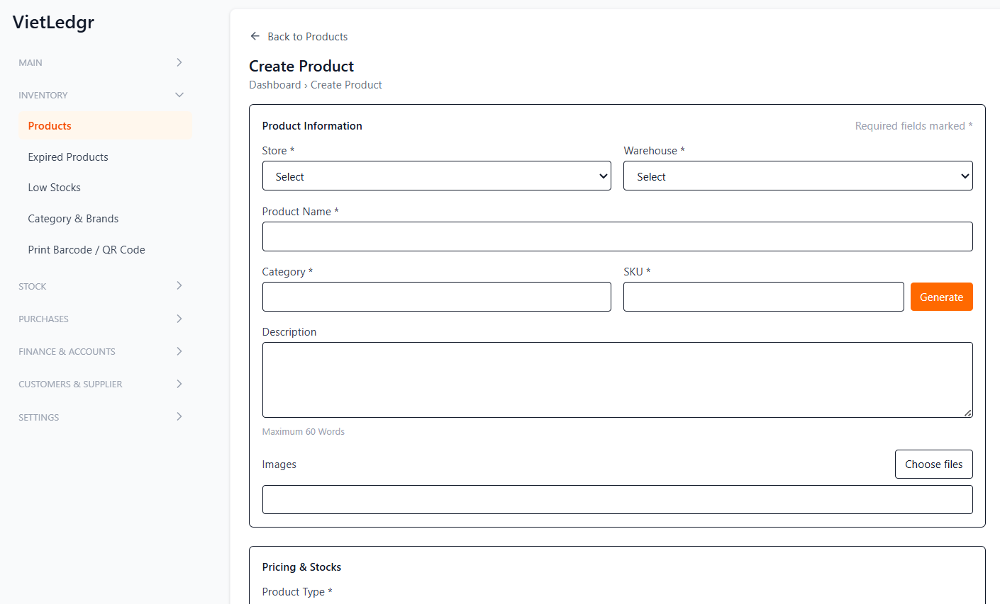 VietLedgr
MAIN
INVENTORY
Products
Expired Products
Low Stocks
Category & Brands
Print Barcode / QR Code
STOCK
PURCHASES
FINANCE & ACCOUNTS
CUSTOMERS & SUPPLIER
SETTINGS
Back to Products
Create Product
Dashboard › Create Product
Product Information
Required fields marked *
Store *
Warehouse *
Select
Select
Product Name *
Category *
SKU *
Generate
Description
Maximum 60 Words
Images
Choose files
Pricing & Stocks
Product Type *